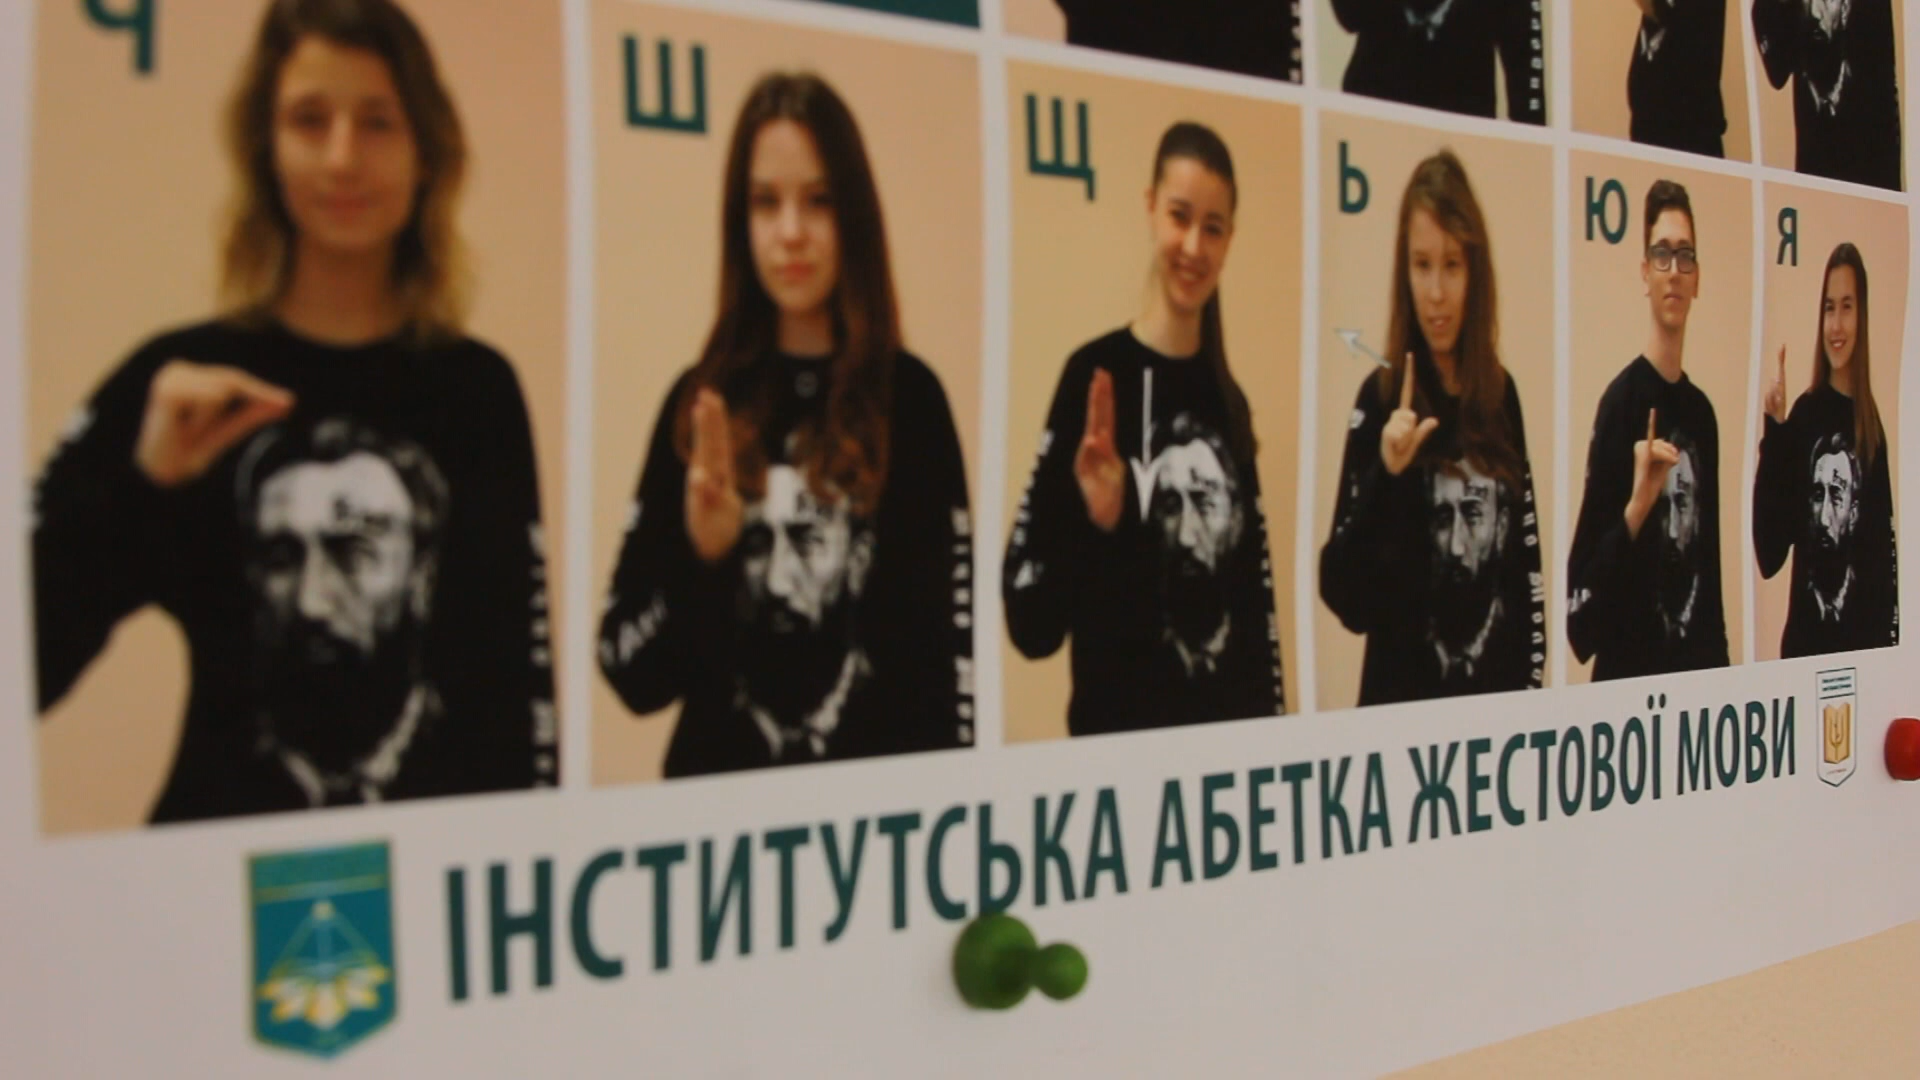 Ч
Ш
Щ
Ь
Ю
Я
ІНСТИТУТСЬКА АБЕТКА ЖЕСТОВОЇ МОВИ